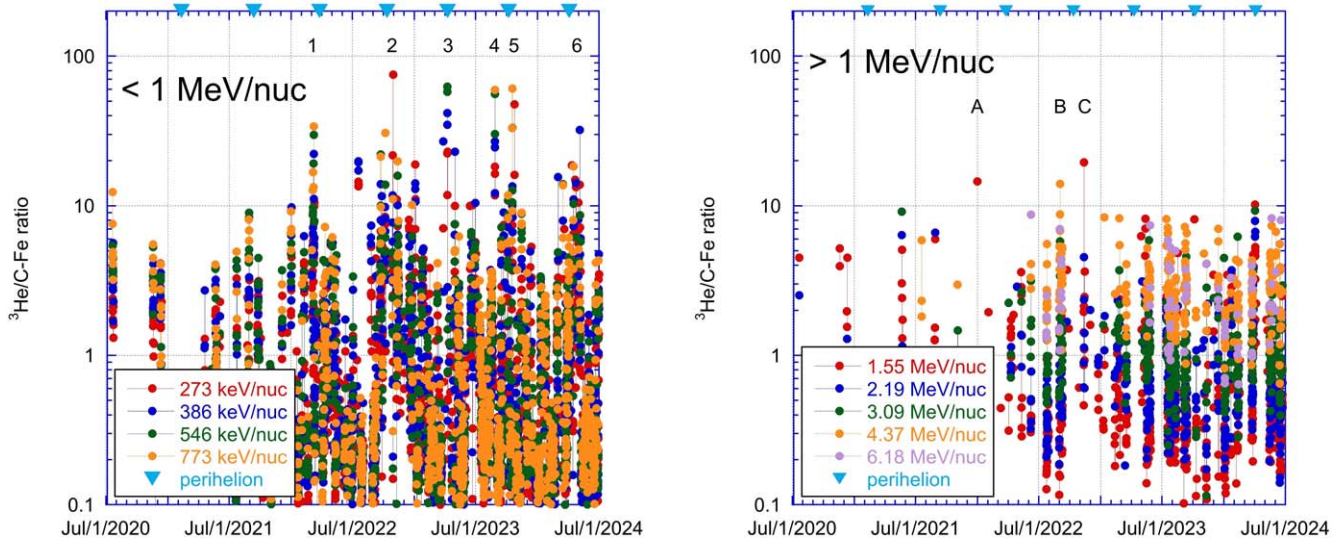 100
10
1
0.1
³He/C-Fe ratio
< 1 MeV/nuc
1
2
3
4
5
6
273 keV/nuc
386 keV/nuc
546 keV/nuc
773 keV/nuc
perihelion
Jul/1/2020
Jul/1/2021
Jul/1/2022
Jul/1/2023
Jul/1/2024
100
10
1
0.1
³He/C-Fe ratio
> 1 MeV/nuc
A
B
C
1.55 MeV/nuc
2.19 MeV/nuc
3.09 MeV/nuc
4.37 MeV/nuc
6.18 MeV/nuc
perihelion
Jul/1/2020
Jul/1/2021
Jul/1/2022
Jul/1/2023
Jul/1/2024